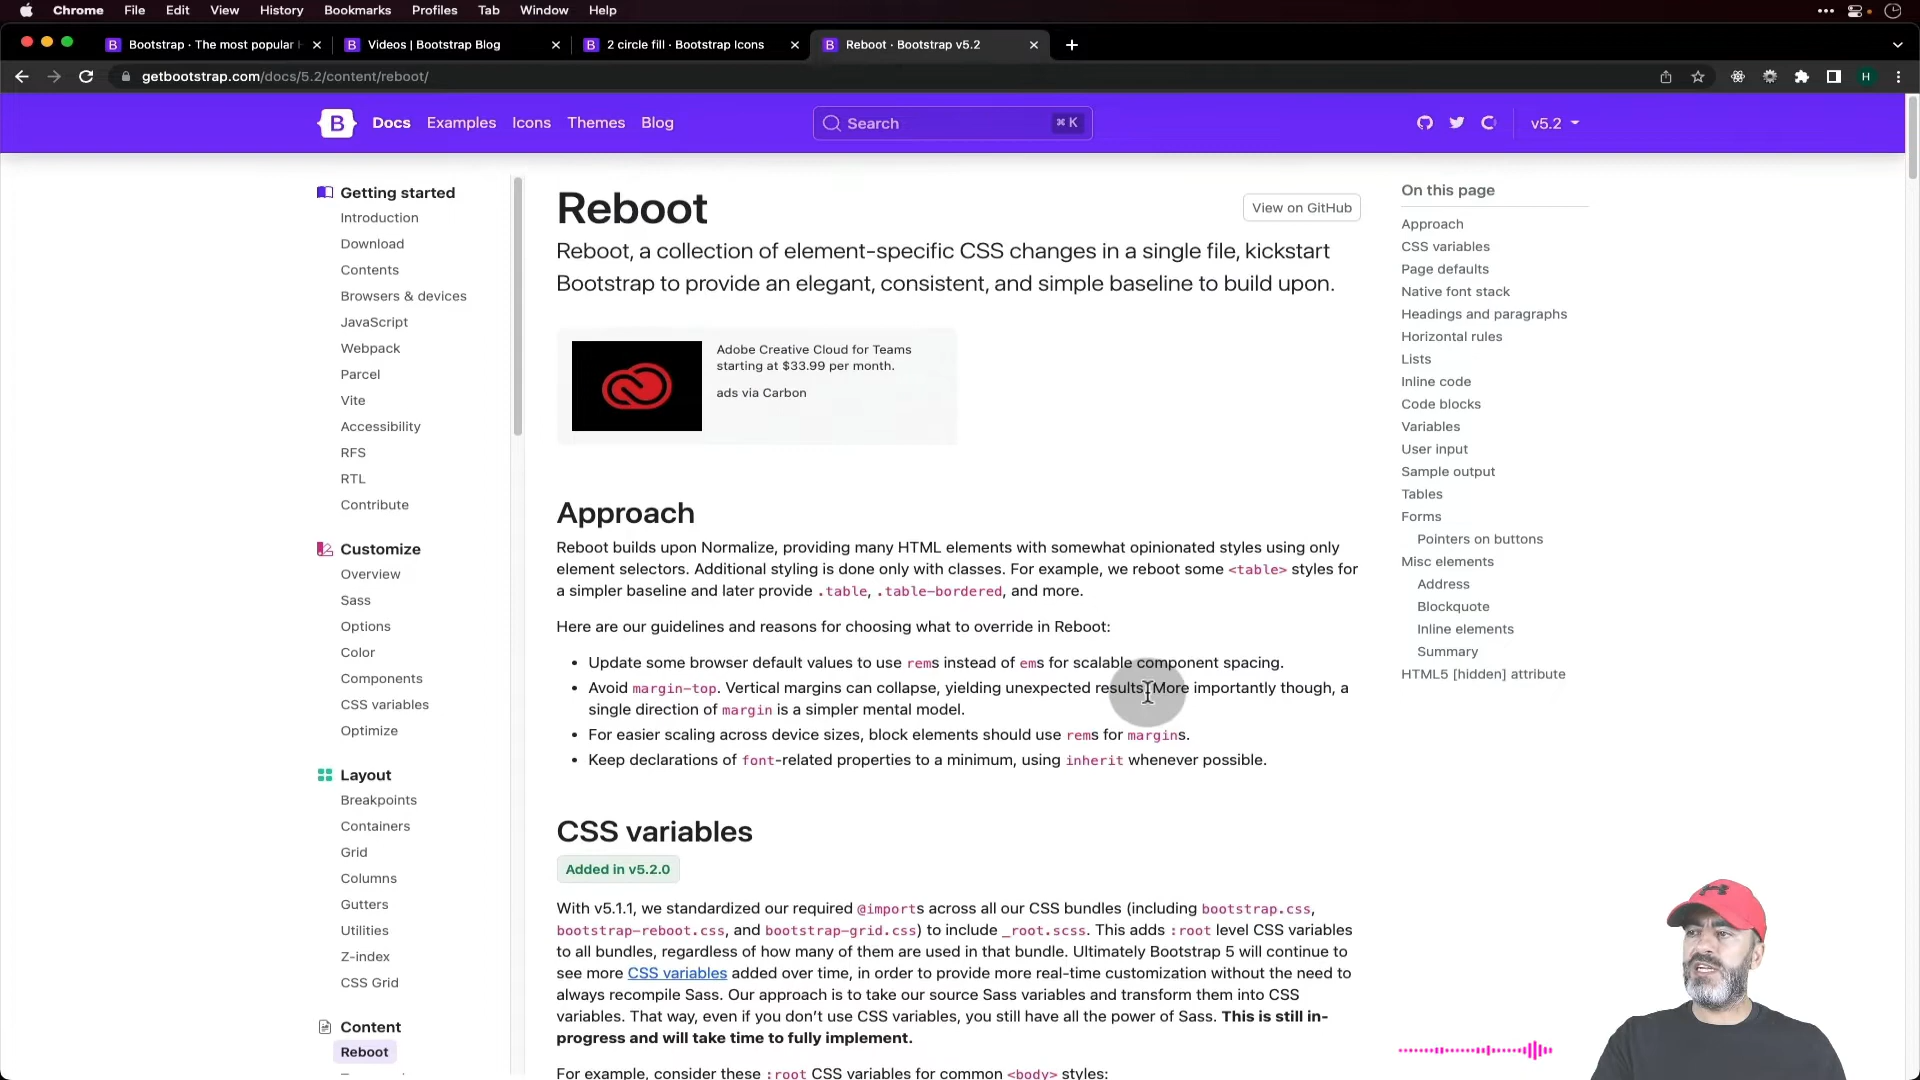 Chrome File Edit View History Bookmarks Profiles Tab Window Help
Bootstrap · The most popular
Videos | Bootstrap Blog
2 circle fill · Bootstrap Icons
Reboot · Bootstrap v5.2
getbootstrap.com/docs/5.2/content/reboot/
H
B Docs Examples Icons Themes Blog
Search ⌘ K
v5.2
Getting started
Introduction
Download
Contents
Browsers & devices
JavaScript
Webpack
Parcel
Vite
Accessibility
RFS
RTL
Contribute
Customize
Overview
Sass
Options
Color
Components
CSS variables
Optimize
Layout
Breakpoints
Containers
Grid
Columns
Gutters
Utilities
Z-index
CSS Grid
Content
Reboot
Reboot
View on GitHub
Reboot, a collection of element-specific CSS changes in a single file, kickstart
Bootstrap to provide an elegant, consistent, and simple baseline to build upon.
Adobe Creative Cloud for Teams
starting at $33.99 per month.
ads via Carbon
Approach
Reboot builds upon Normalize, providing many HTML elements with somewhat opinionated styles using only
element selectors. Additional styling is done only with classes. For example, we reboot some <table> styles for
a simpler baseline and later provide .table, .table-bordered, and more.
Here are our guidelines and reasons for choosing what to override in Reboot:
• Update some browser default values to use rems instead of ems for scalable component spacing.
• Avoid margin-top. Vertical margins can collapse, yielding unexpected results. More importantly though, a
single direction of margin is a simpler mental model.
• For easier scaling across device sizes, block elements should use rems for margins.
• Keep declarations of font-related properties to a minimum, using inherit whenever possible.
CSS variables
Added in v5.2.0
With v5.1.1, we standardized our required @imports across all our CSS bundles (including bootstrap.css,
bootstrap-reboot.css, and bootstrap-grid.css) to include _root.scss. This adds :root level CSS variables
to all bundles, regardless of how many of them are used in that bundle. Ultimately Bootstrap 5 will continue to
see more CSS variables added over time, in order to provide more real-time customization without the need to
always recompile Sass. Our approach is to take our source Sass variables and transform them into CSS
variables. That way, even if you don’t use CSS variables, you still have all the power of Sass. This is still in-
progress and will take time to fully implement.
For example, consider these :root CSS variables for common <body> styles:
On this page
Approach
CSS variables
Page defaults
Native font stack
Headings and paragraphs
Horizontal rules
Lists
Inline code
Code blocks
Variables
User input
Sample output
Tables
Forms
Pointers on buttons
Misc elements
Address
Blockquote
Inline elements
Summary
HTML5 [hidden] attribute